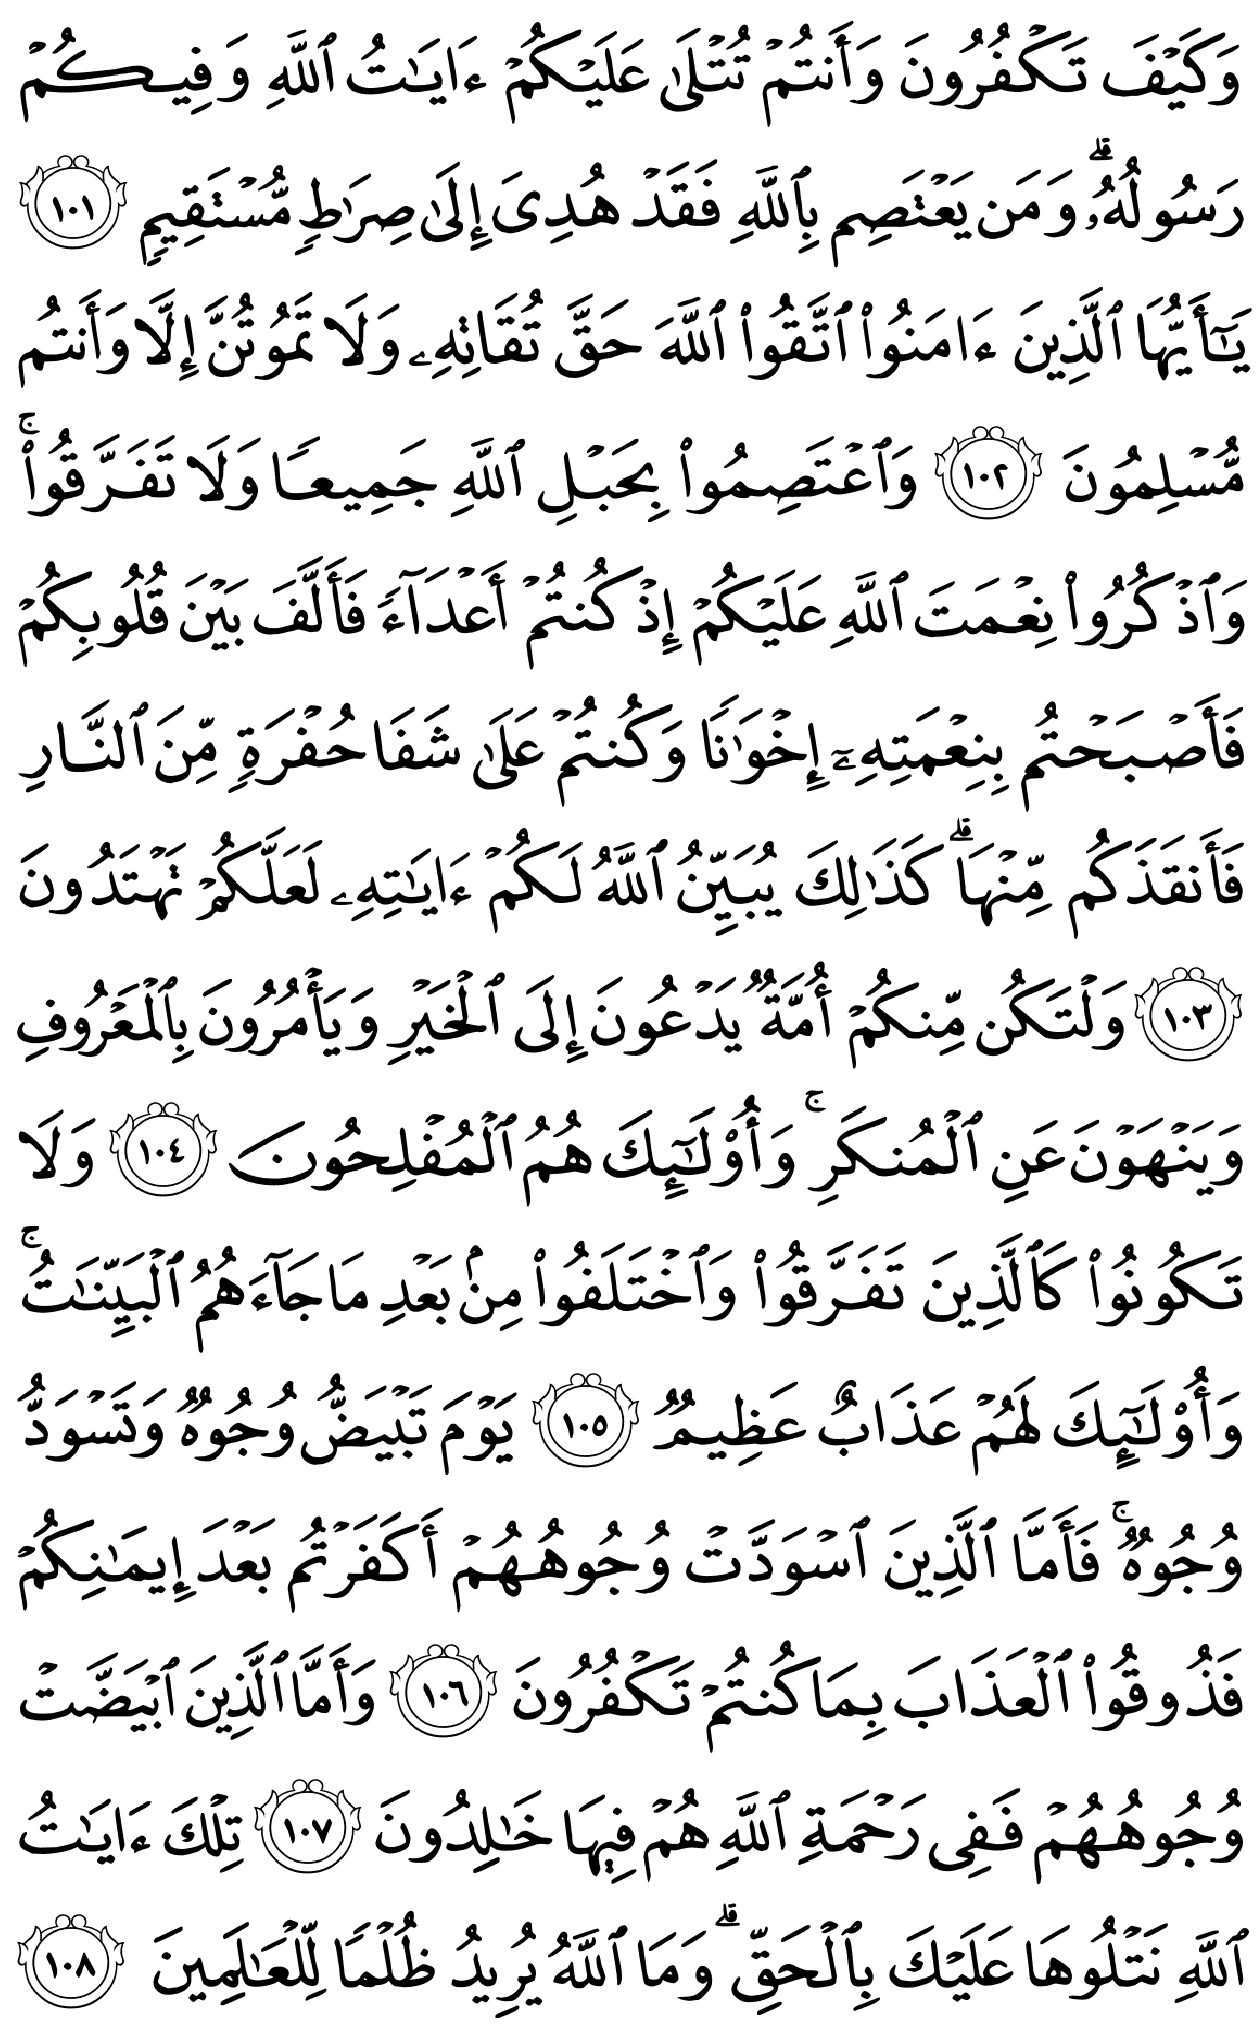 وَكَيْفَ تَكْفُرُونَ وَأَنتُمْ تُتْلَىٰ عَلَيْكُمْ ءَايَـٰتُ ٱللَّهِ وَفِيكُمْ
رَسُولُهُۥ ۗ وَمَن يَعْتَصِم بِٱللَّهِ فَقَدْ هُدِىَ إِلَىٰ صِرَٰطٍ مُّسْتَقِيمٍ ١٠١
يَـٰٓأَيُّهَا ٱلَّذِينَ ءَامَنُوا۟ ٱتَّقُوا۟ ٱللَّهَ حَقَّ تُقَاتِهِۦ وَلَا تَمُوتُنَّ إِلَّا وَأَنتُم
مُّسْلِمُونَ ١٠٢ وَٱعْتَصِمُوا۟ بِحَبْلِ ٱللَّهِ جَمِيعًا وَلَا تَفَرَّقُوا۟ ۚ
وَٱذْكُرُوا۟ نِعْمَتَ ٱللَّهِ عَلَيْكُمْ إِذْ كُنتُمْ أَعْدَآءً فَأَلَّفَ بَيْنَ قُلُوبِكُمْ
فَأَصْبَحْتُم بِنِعْمَتِهِۦٓ إِخْوَٰنًا وَكُنتُمْ عَلَىٰ شَفَا حُفْرَةٍ مِّنَ ٱلنَّارِ
فَأَنقَذَكُم مِّنْهَا ۗ كَذَٰلِكَ يُبَيِّنُ ٱللَّهُ لَكُمْ ءَايَـٰتِهِۦ لَعَلَّكُمْ تَهْتَدُونَ
١٠٣ وَلْتَكُن مِّنكُمْ أُمَّةٌ يَدْعُونَ إِلَى ٱلْخَيْرِ وَيَأْمُرُونَ بِٱلْمَعْرُوفِ
وَيَنْهَوْنَ عَنِ ٱلْمُنكَرِ ۚ وَأُو۟لَـٰٓئِكَ هُمُ ٱلْمُفْلِحُونَ ١٠٤ وَلَا
تَكُونُوا۟ كَٱلَّذِينَ تَفَرَّقُوا۟ وَٱخْتَلَفُوا۟ مِنۢ بَعْدِ مَا جَآءَهُمُ ٱلْبَيِّنَـٰتُ ۚ
وَأُو۟لَـٰٓئِكَ لَهُمْ عَذَابٌ عَظِيمٌ ١٠٥ يَوْمَ تَبْيَضُّ وُجُوهٌ وَتَسْوَدُّ
وُجُوهٌ ۚ فَأَمَّا ٱلَّذِينَ ٱسْوَدَّتْ وُجُوهُهُمْ أَكَفَرْتُم بَعْدَ إِيمَـٰنِكُمْ
فَذُوقُوا۟ ٱلْعَذَابَ بِمَا كُنتُمْ تَكْفُرُونَ ١٠٦ وَأَمَّا ٱلَّذِينَ ٱبْيَضَّتْ
وُجُوهُهُمْ فَفِى رَحْمَةِ ٱللَّهِ هُمْ فِيهَا خَـٰلِدُونَ ١٠٧ تِلْكَ ءَايَـٰتُ
ٱللَّهِ نَتْلُوهَا عَلَيْكَ بِٱلْحَقِّ ۗ وَمَا ٱللَّهُ يُرِيدُ ظُلْمًا لِّلْعَـٰلَمِينَ ١٠٨